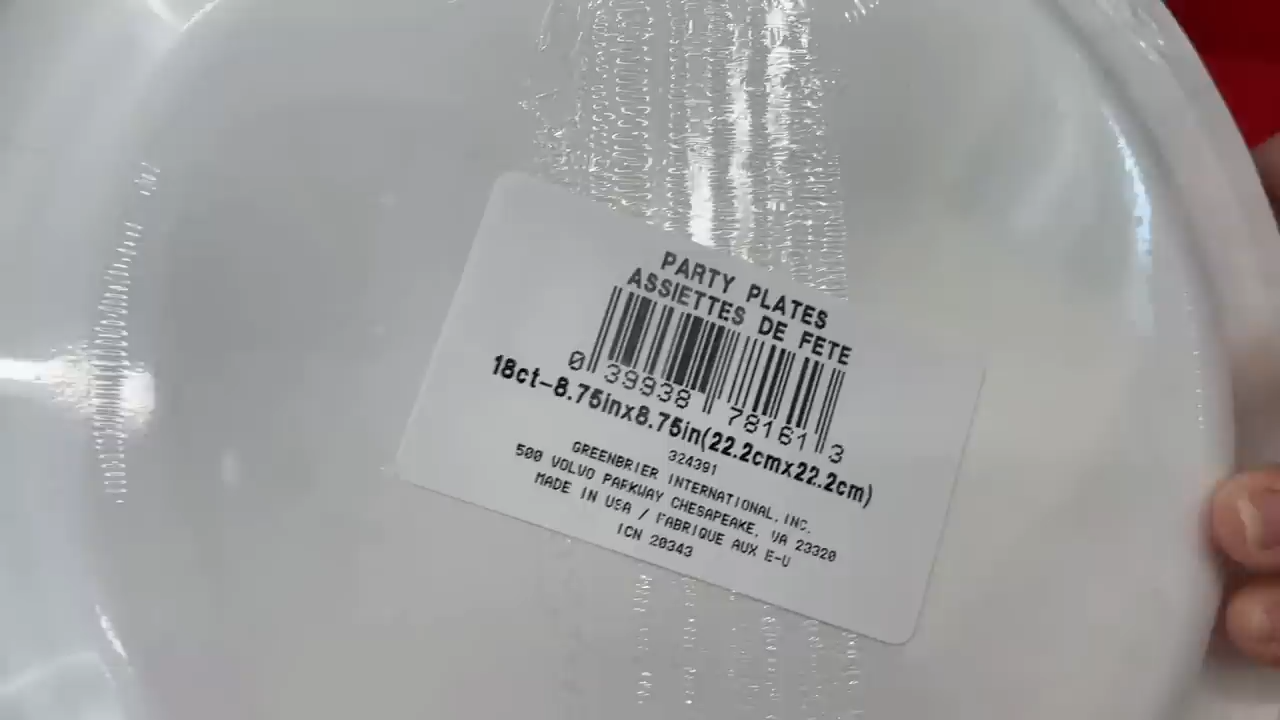 PARTY PLATES
ASSIETTES DE FETE
0 39938 78161 3
18ct-8.75inx8.75in(22.2cmx22.2cm)
324391
GREENBRIER INTERNATIONAL, INC.
500 VOLVO PARKWAY CHESAPEAKE, VA 23320
MADE IN USA / FABRIQUE AUX E-U
ICN 20343